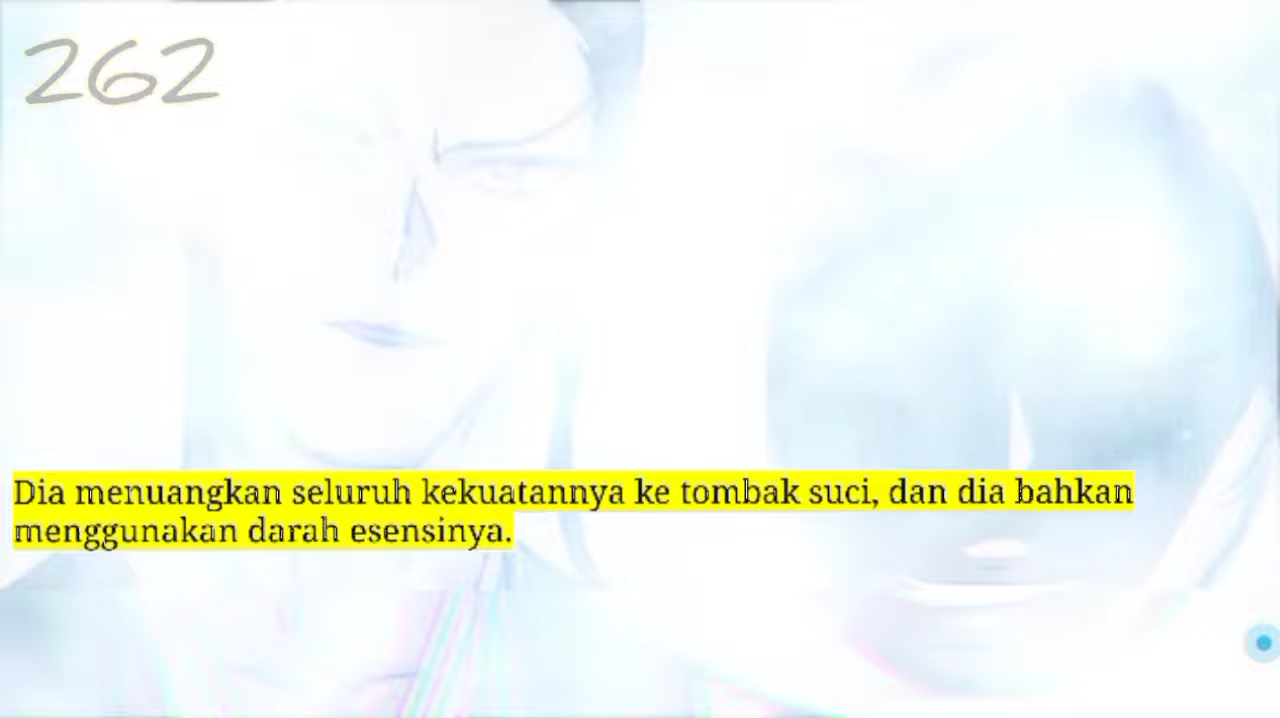 262
Dia menuangkan seluruh kekuatannya ke tombak suci, dan dia bahkan
menggunakan darah esensinya.